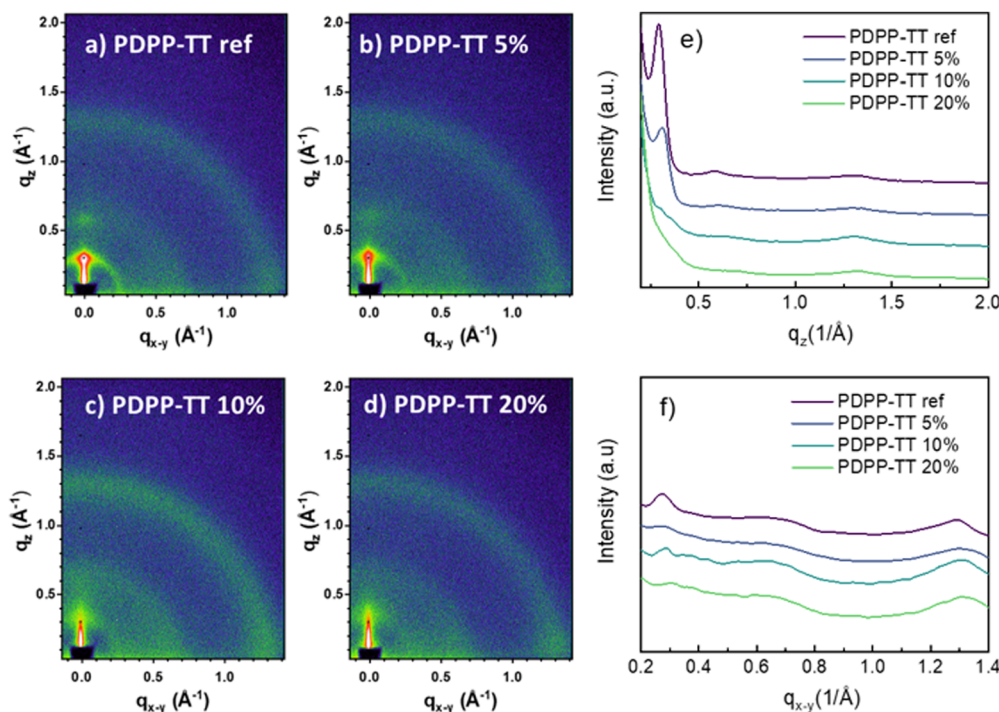 a) PDPP-TT ref
2.0
1.5
1.0
0.5
qz (Å-1)
0.0 0.5 1.0
qx-y (Å-1)
b) PDPP-TT 5%
2.0
1.5
1.0
0.5
qz (Å-1)
0.0 0.5 1.0
qx-y (Å-1)
e)
PDPP-TT ref
PDPP-TT 5%
PDPP-TT 10%
PDPP-TT 20%
Intensity (a.u.)
0.5 1.0 1.5 2.0
qz(1/Å)
c) PDPP-TT 10%
2.0
1.5
1.0
0.5
qz (Å-1)
0.0 0.5 1.0
qx-y (Å-1)
d) PDPP-TT 20%
2.0
1.5
1.0
0.5
qz (Å-1)
0.0 0.5 1.0
qx-y (Å-1)
f)
PDPP-TT ref
PDPP-TT 5%
PDPP-TT 10%
PDPP-TT 20%
Intensity (a.u)
0.2 0.4 0.6 0.8 1.0 1.2 1.4
qx-y(1/Å)